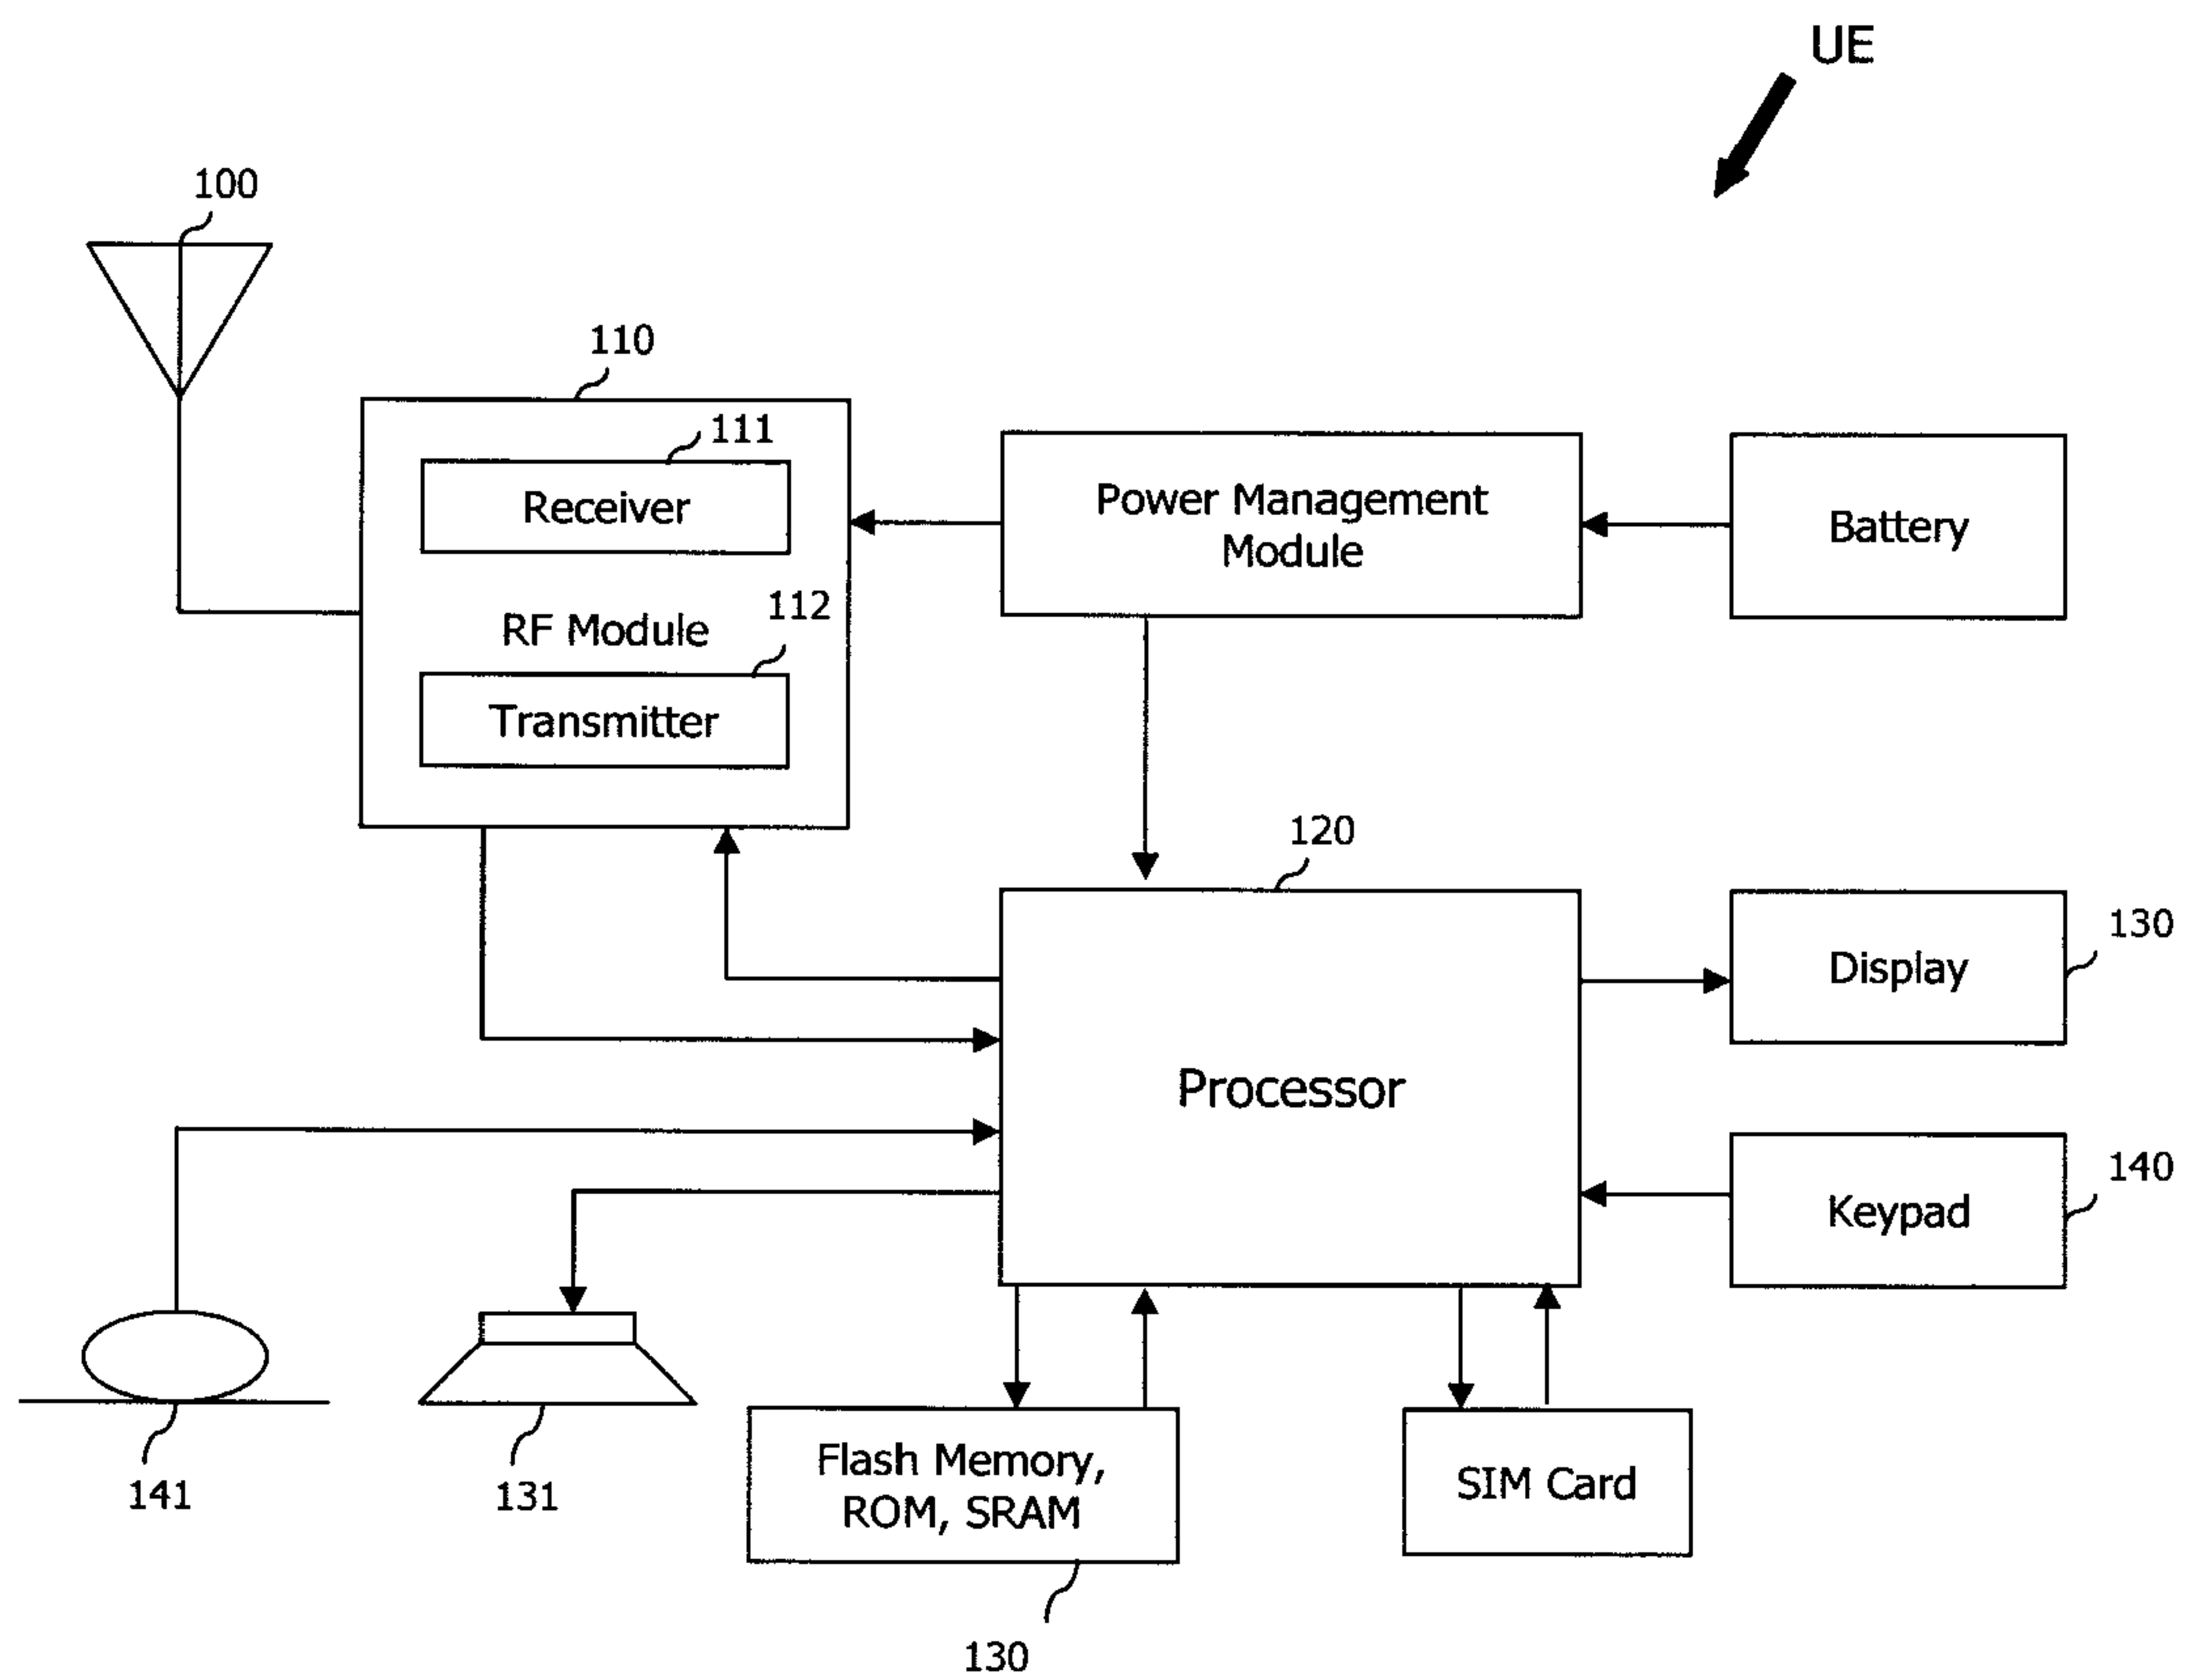 UE
100
110
111
Receiver
Power Management
Module
Battery
112
RF Module
Transmitter
120
130
Display
Processor
140
Keypad
141
131
Flash Memory,
ROM, SRAM
SIM Card
130